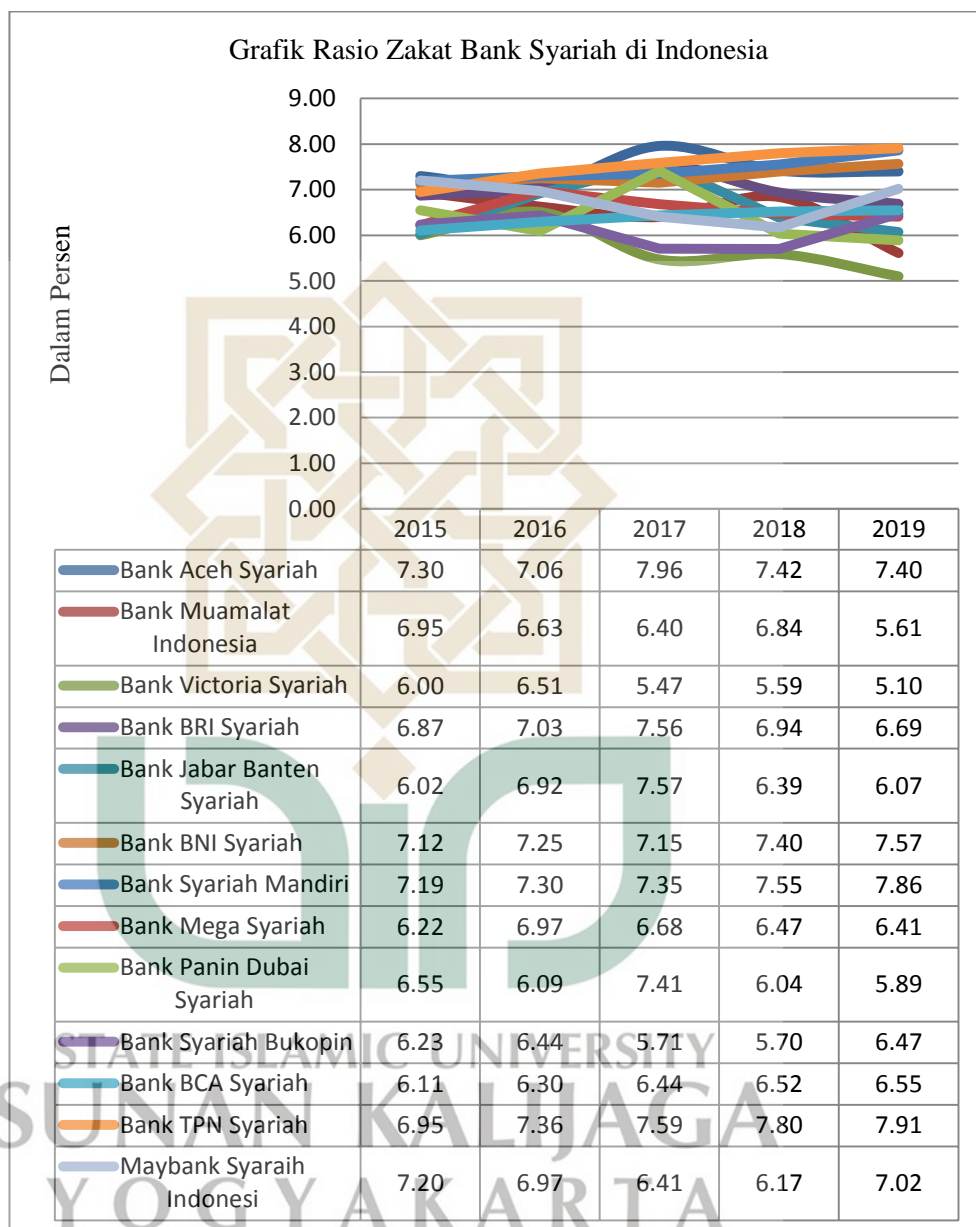 Grafik Rasio Zakat Bank Syariah di Indonesia
Dalam Persen
9.00
8.00
7.00
6.00
5.00
4.00
3.00
2.00
1.00
0.00
2015 2016 2017 2018 2019
Bank Aceh Syariah 7.30 7.06 7.96 7.42 7.40
Bank Muamalat
Indonesia 6.95 6.63 6.40 6.84 5.61
Bank Victoria Syariah 6.00 6.51 5.47 5.59 5.10
Bank BRI Syariah 6.87 7.03 7.56 6.94 6.69
Bank Jabar Banten
Syariah 6.02 6.92 7.57 6.39 6.07
Bank BNI Syariah 7.12 7.25 7.15 7.40 7.57
Bank Syariah Mandiri 7.19 7.30 7.35 7.55 7.86
Bank Mega Syariah 6.22 6.97 6.68 6.47 6.41
Bank Panin Dubai
Syariah 6.55 6.09 7.41 6.04 5.89
Bank Syariah Bukopin 6.23 6.44 5.71 5.70 6.47
Bank BCA Syariah 6.11 6.30 6.44 6.52 6.55
Bank TPN Syariah 6.95 7.36 7.59 7.80 7.91
Maybank Syaraih
Indonesi 7.20 6.97 6.41 6.17 7.02
STATE ISLAMIC UNIVERSITY
SUNAN KALIJAGA
YOGYAKARTA